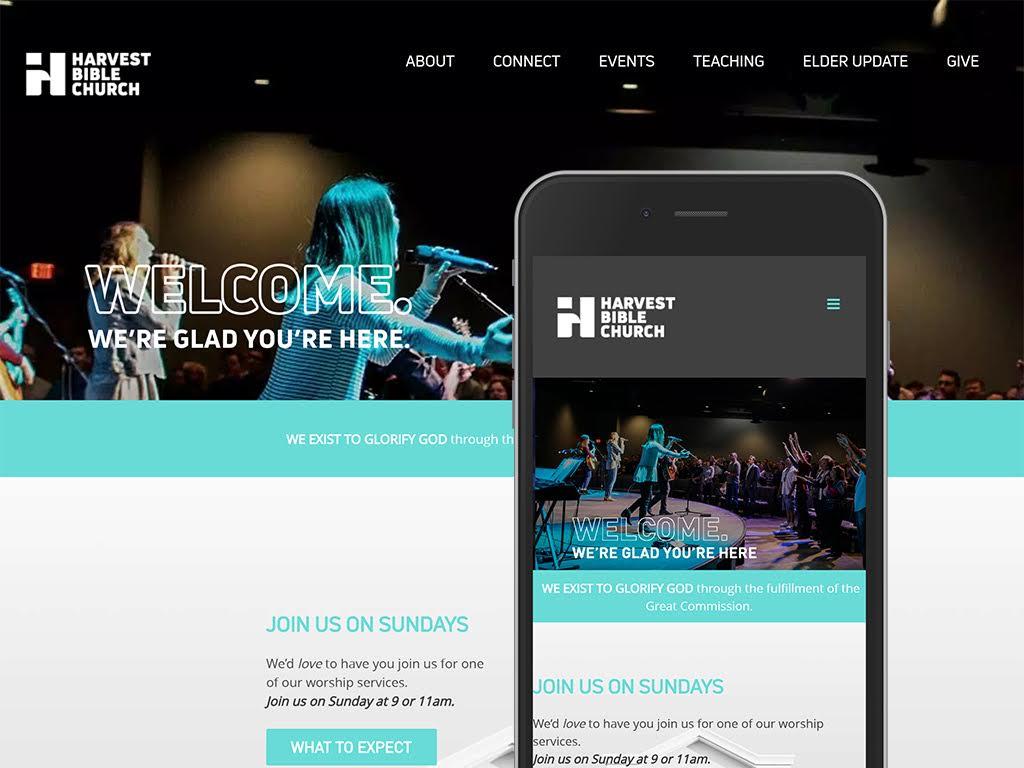 HARVEST
BIBLE
CHURCH
ABOUT CONNECT EVENTS TEACHING ELDER UPDATE GIVE
WELCOME.
WE'RE GLAD YOU'RE HERE.
WE EXIST TO GLORIFY GOD through th
JOIN US ON SUNDAYS
We'd love to have you join us for one
of our worship services.
Join us on Sunday at 9 or 11am.
WHAT TO EXPECT
HARVEST
BIBLE
CHURCH
WELCOME.
WE'RE GLAD YOU'RE HERE
WE EXIST TO GLORIFY GOD through the fulfillment of the
Great Commission.
JOIN US ON SUNDAYS
We'd love to have you join us for one of our worship
services.
Join us on Sunday at 9 or 11am.